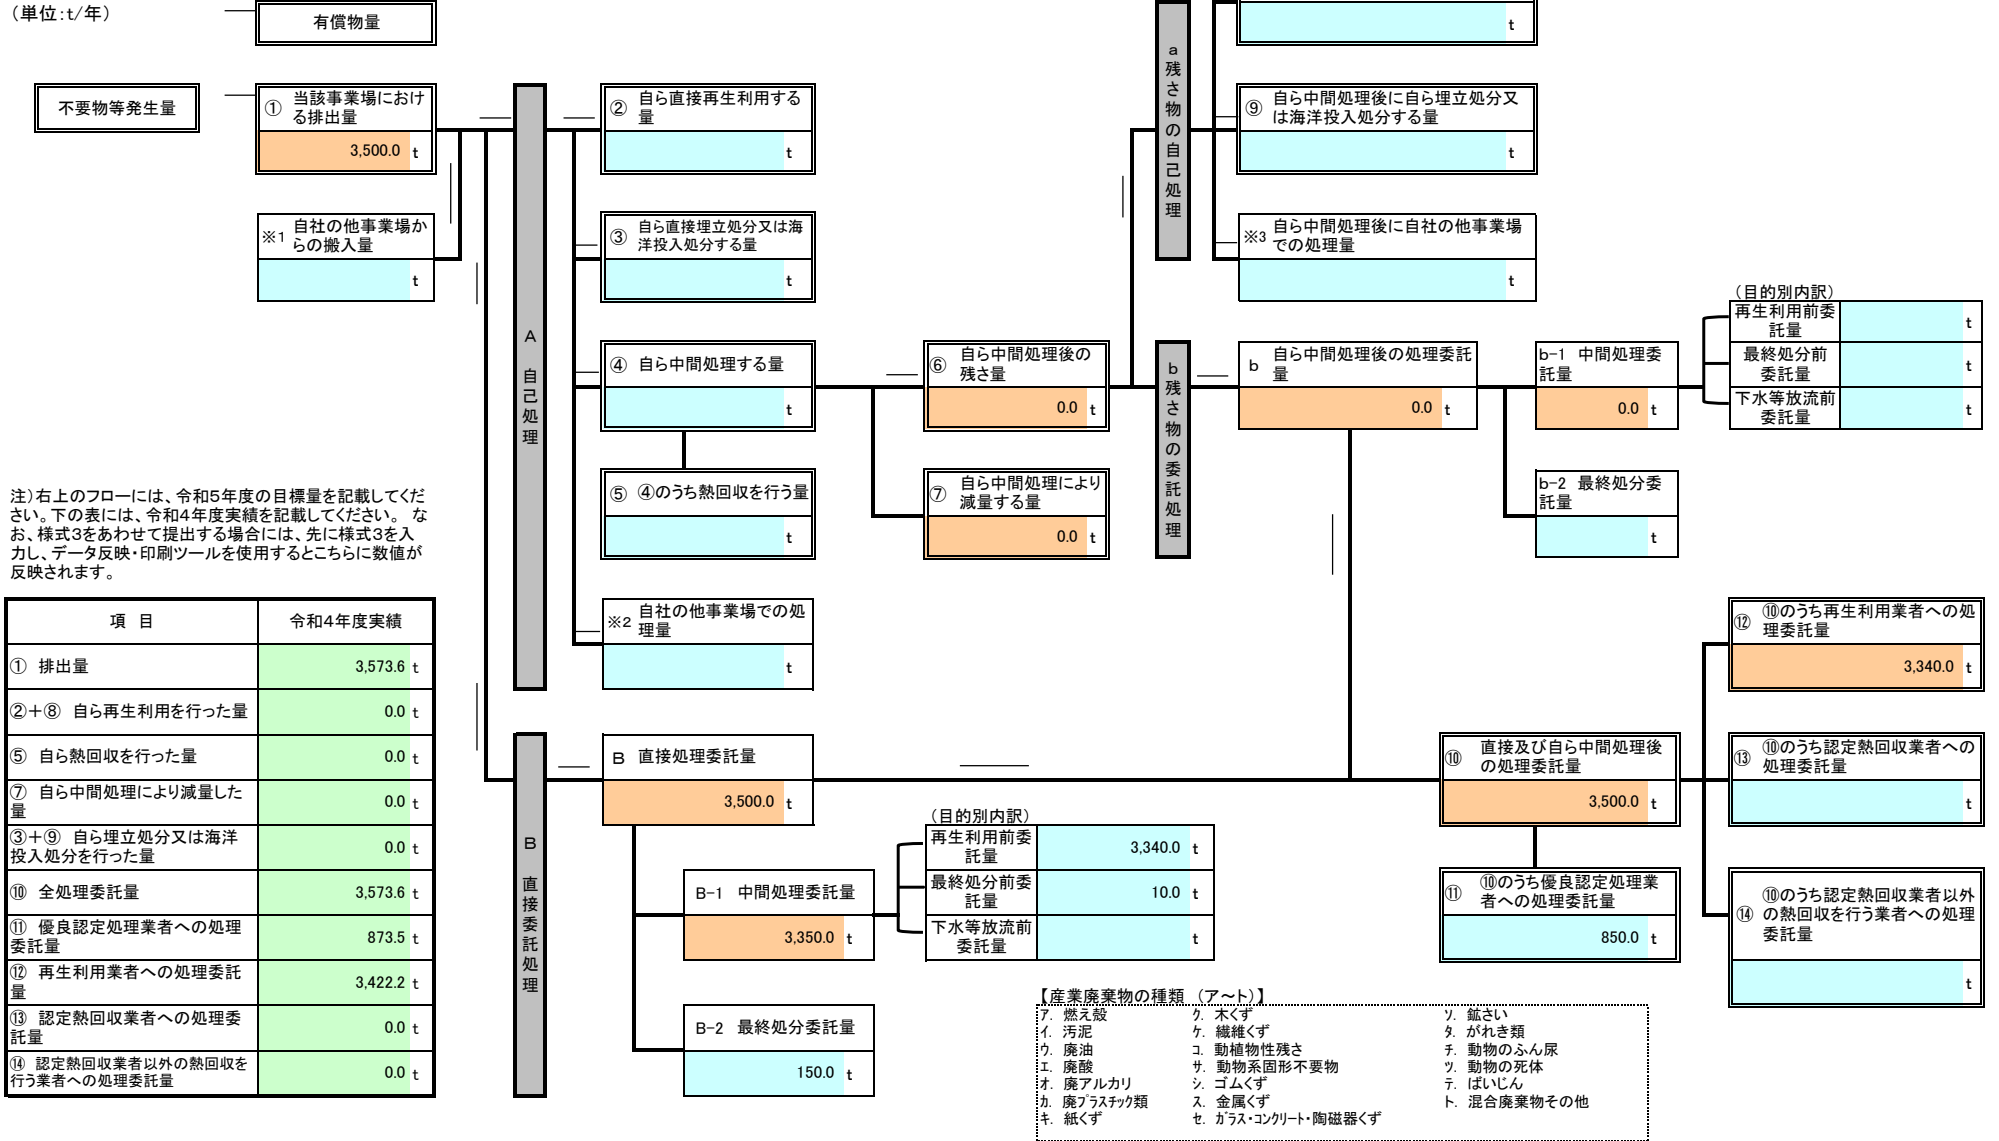 （単位：t/年）
有償物量
t
不要物等発生量
① 当該事業場におけ
る排出量
3,500.0 t
※1 自社の他事業場か
らの搬入量
t
A 自己処理
② 自ら直接再生利用する
量
t
③ 自ら直接埋立処分又は海
洋投入処分する量
t
④ 自ら中間処理する量
t
⑤ ④のうち熱回収を行う量
t
※2 自社の他事業場での処
理量
t
⑥ 自ら中間処理後の
残さ量
0.0 t
⑦ 自ら中間処理により
減量する量
0.0 t
a 残さ物の自己処理
⑨ 自ら中間処理後に自ら埋立処分又
は海洋投入処分する量
t
※3 自ら中間処理後に自社の他事業場
での処理量
t
b 残さ物の委託処理
b 自ら中間処理後の処理委託
量
0.0 t
b-1 中間処理委
託量
0.0 t
b-2 最終処分委
託量
t
（目的別内訳）
再生利用前委
託量
t
最終処分前
委託量
t
下水等放流前
委託量
t
注）右上のフローには、令和5年度の目標量を記載してくだ
さい。下の表には、令和4年度実績を記載してください。 な
お、様式3をあわせて提出する場合には、先に様式3を入
力し、データ反映・印刷ツールを使用するとこちらに数値が
反映されます。
項 目 令和4年度実績
① 排出量 3,573.6 t
②＋⑧ 自ら再生利用を行った量 0.0 t
⑤ 自ら熱回収を行った量 0.0 t
⑦ 自ら中間処理により減量した
量 0.0 t
③＋⑨ 自ら埋立処分又は海洋
投入処分を行った量 0.0 t
⑩ 全処理委託量 3,573.6 t
⑪ 優良認定処理業者への処理
委託量 873.5 t
⑫ 再生利用業者への処理委託
量 3,422.2 t
⑬ 認定熱回収業者への処理委
託量 0.0 t
⑭ 認定熱回収業者以外の熱回収を
行う業者への処理委託量 0.0 t
B 直接委託処理
B 直接処理委託量
3,500.0 t
B-1 中間処理委託量
3,350.0 t
B-2 最終処分委託量
150.0 t
（目的別内訳）
再生利用前委
託量
3,340.0 t
最終処分前委
託量
10.0 t
下水等放流前
委託量
t
⑩ 直接及び自ら中間処理後
の処理委託量
3,500.0 t
⑪ ⑩のうち優良認定処理業
者への処理委託量
850.0 t
⑫ ⑩のうち再生利用業者への処
理委託量
3,340.0 t
⑬ ⑩のうち認定熱回収業者への
処理委託量
t
⑭ ⑩のうち認定熱回収業者以外
の熱回収を行う業者への処理
委託量
t
【産業廃棄物の種類 （ア～ト）】
ア. 燃え殻 ク. 木くず ソ. 鉱さい
イ. 汚泥 ケ. 繊維くず タ. がれき類
ウ. 廃油 コ. 動植物性残さ チ. 動物のふん尿
エ. 廃酸 サ. 動物系固形不要物 ツ. 動物の死体
オ. 廃アルカリ シ. ゴムくず テ. ばいじん
カ. 廃プラスチック類 ス. 金属くず ト. 混合廃棄物その他
キ. 紙くず セ. ガラス・コンクリート・陶磁器くず